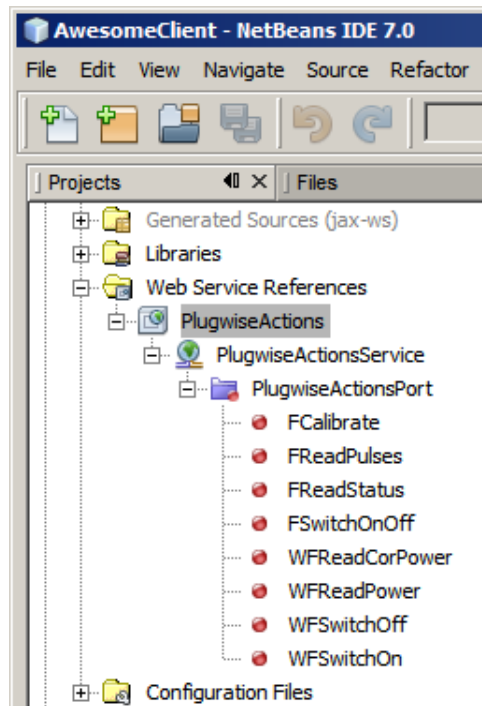 AwesomeClient - NetBeans IDE 7.0
File Edit View Navigate Source Refactor
Projects Files
Generated Sources (jax-ws)
Libraries
Web Service References
PlugwiseActions
PlugwiseActionsService
PlugwiseActionsPort
FCalibrate
FReadPulses
FReadStatus
FSwitchOnOff
WFReadCorPower
WFReadPower
WFSwitchOff
WFSwitchOn
Configuration Files